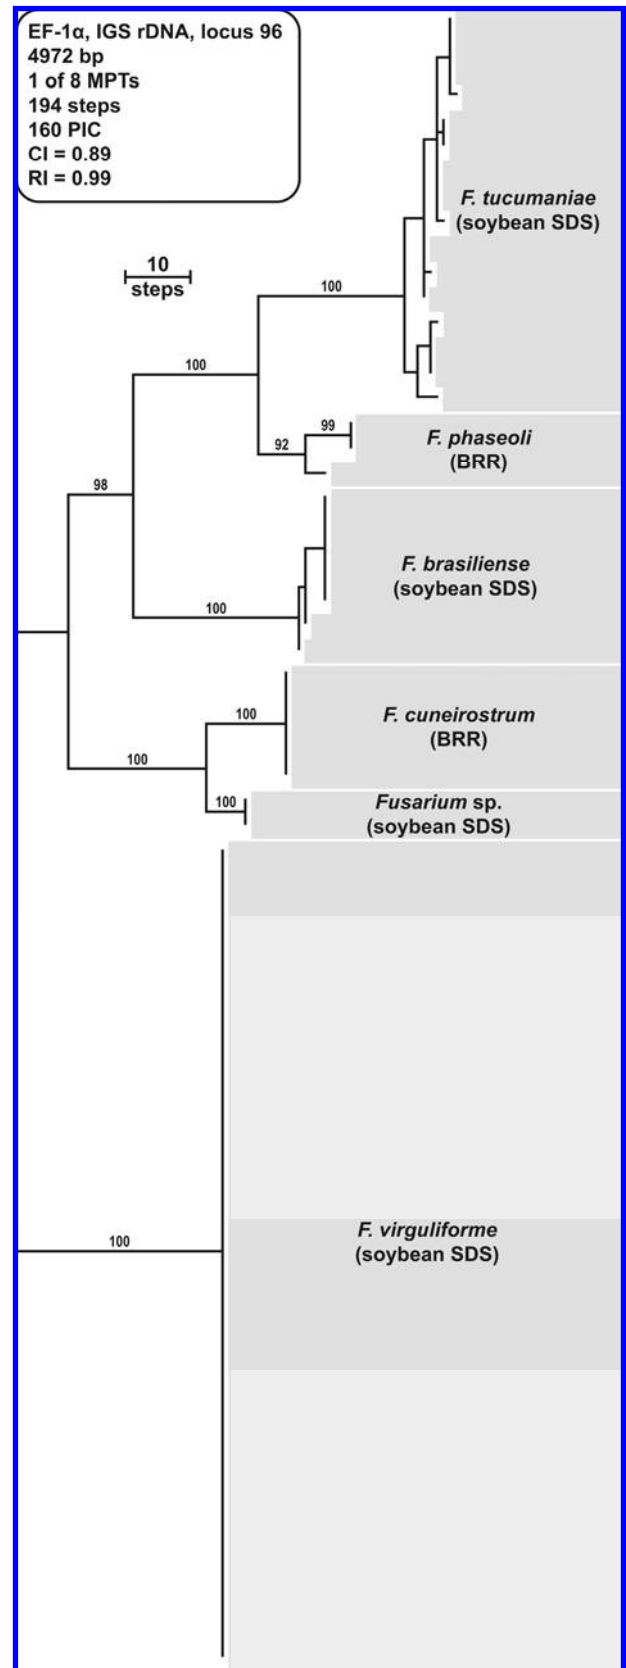 EF-1α, IGS rDNA, locus 96
4972 bp
1 of 8 MPTs
194 steps
160 PIC
CI = 0.89
RI = 0.99
F. tucumaniae
(soybean SDS)
10
steps
100
100
99
92
F. phaseoli
(BRR)
98
F. brasiliense
(soybean SDS)
100
100
F. cuneirostrum
(BRR)
100
100
Fusarium sp.
(soybean SDS)
F. virguliforme
(soybean SDS)
100